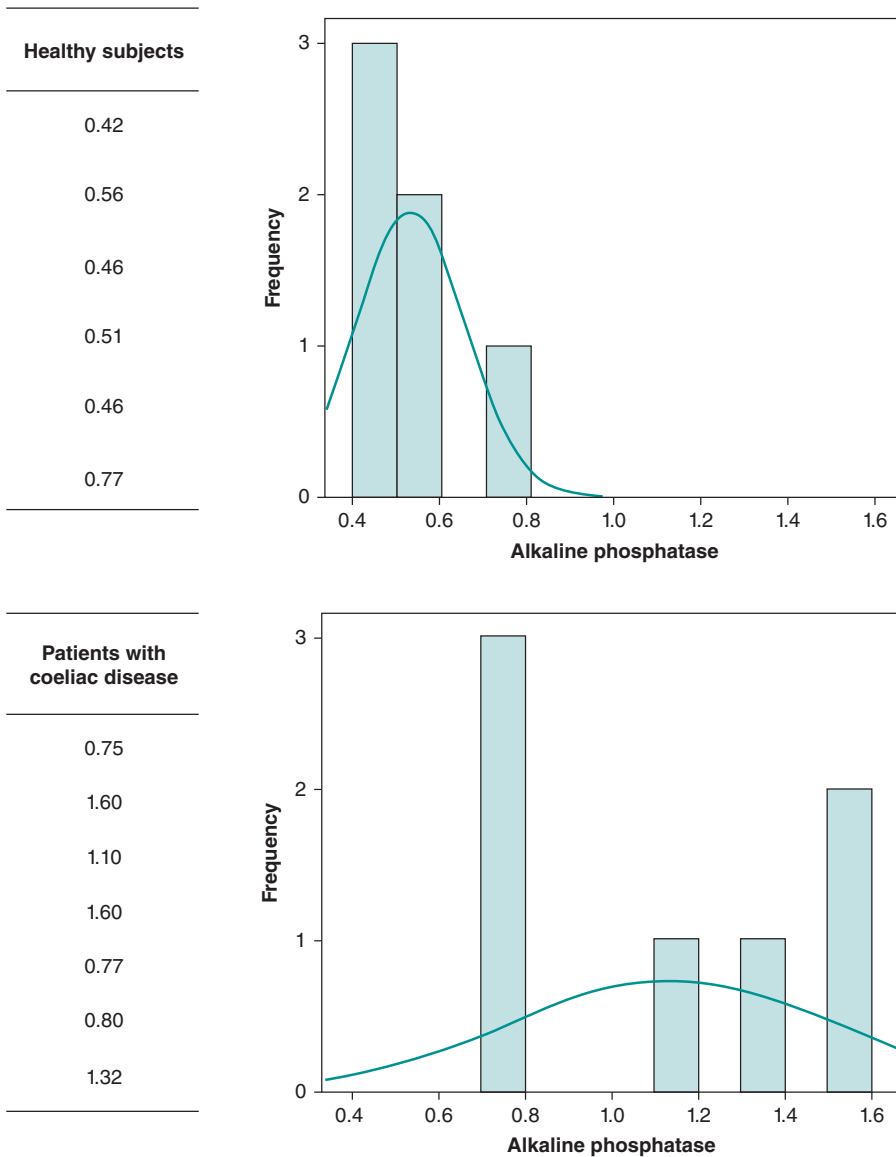 Healthy subjects
0.42
0.56
0.46
0.51
0.46
0.77
Frequency
3
2
1
0
0.4 0.6 0.8 1.0 1.2 1.4 1.6
Alkaline phosphatase
Patients with
coeliac disease
0.75
1.60
1.10
1.60
0.77
0.80
1.32
Frequency
3
2
1
0
0.4 0.6 0.8 1.0 1.2 1.4 1.6
Alkaline phosphatase